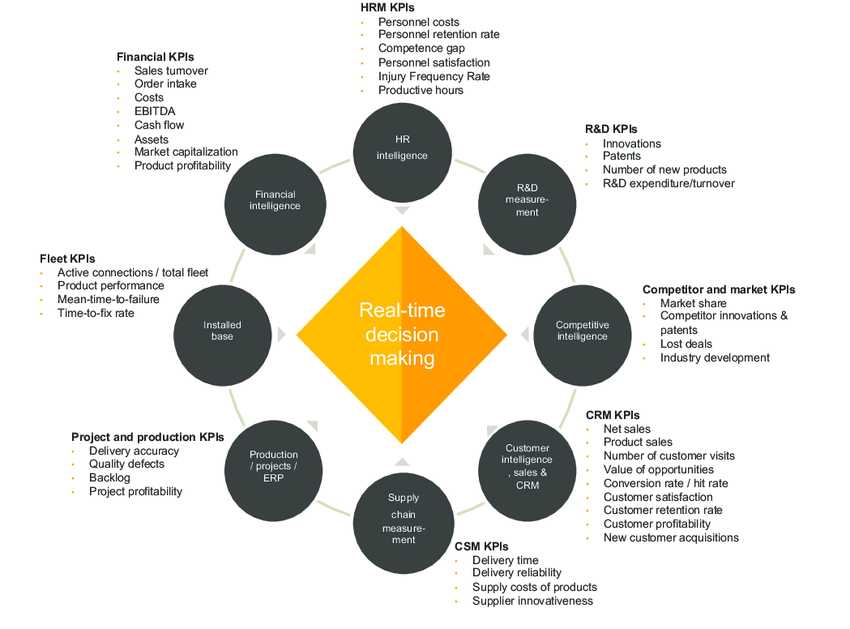 HRM KPIs
Personnel costs
Personnel retention rate
Competence gap
Personnel satisfaction
Injury Frequency Rate
Productive hours
Financial KPIs
Sales turnover
Order intake
Costs
EBITDA
Cash flow
Assets
Market capitalization
Product profitability
R&D KPIs
Innovations
Patents
Number of new products
R&D expenditure/turnover
HR
intelligence
Financial
intelligence
R&D
measure-
ment
Fleet KPIs
Active connections / total fleet
Product performance
Mean-time-to-failure
Time-to-fix rate
Installed
base
Real-time
decision
making
Competitive
intelligence
Competitor and market KPIs
Market share
Competitor innovations &
patents
Lost deals
Industry development
Project and production KPIs
Delivery accuracy
Quality defects
Backlog
Project profitability
Production
/ projects /
ERP
Supply
chain
measure-
ment
Customer
intelligence
, sales &
CRM
CRM KPIs
Net sales
Product sales
Number of customer visits
Value of opportunities
Conversion rate / hit rate
Customer satisfaction
Customer retention rate
Customer profitability
New customer acquisitions
CSM KPIs
Delivery time
Delivery reliability
Supply costs of products
Supplier innovativeness